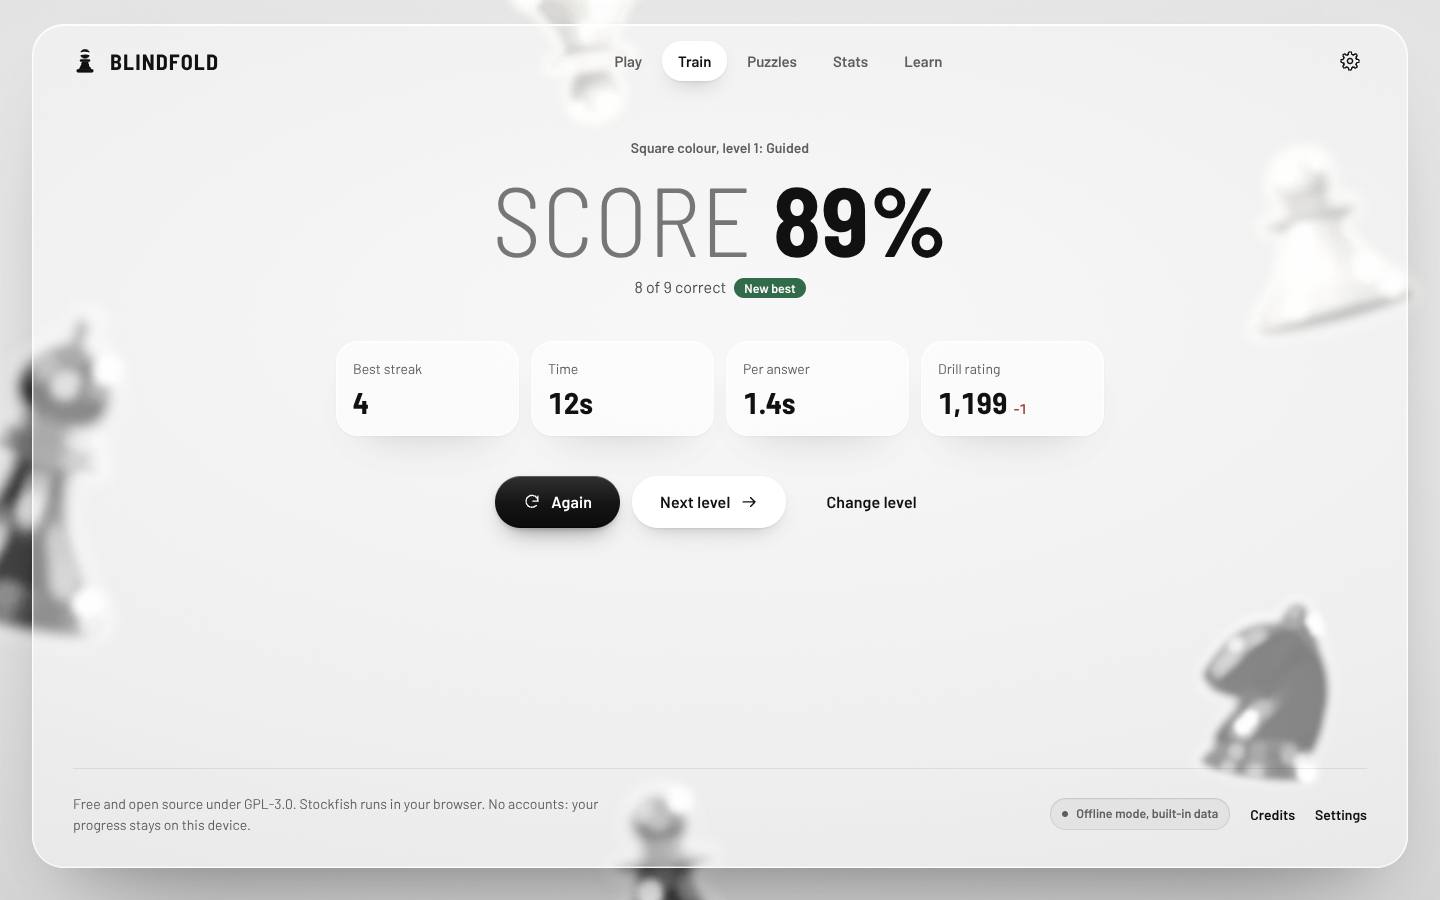 BLINDFOLD
Play
Train
Puzzles
Stats
Learn
Square colour, level 1: Guided
SCORE 89%
8 of 9 correct
New best
Best streak
4
Time
12s
Per answer
1.4s
Drill rating
1,199 -1
Again
Next level
Change level
Free and open source under GPL-3.0. Stockfish runs in your browser. No accounts: your
progress stays on this device.
Offline mode, built-in data
Credits
Settings